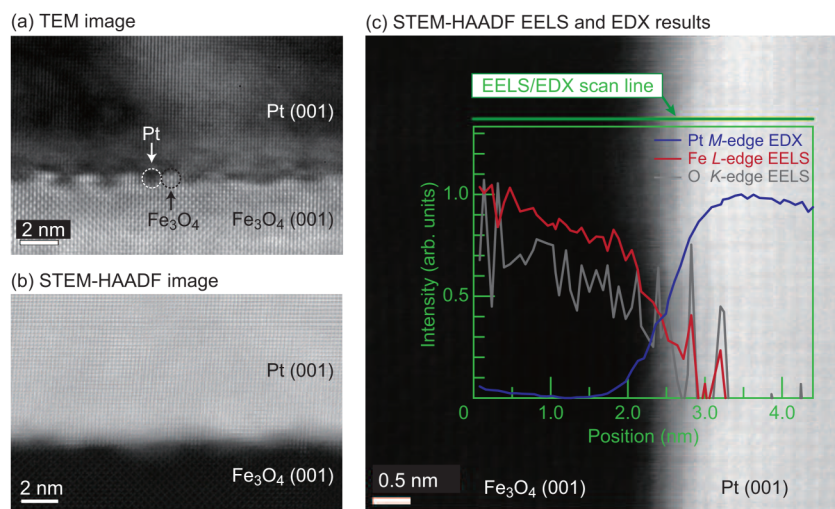 (a) TEM image
Pt (001)
Pt
Fe₃O₄
Fe₃O₄ (001)
2 nm
(b) STEM-HAADF image
Pt (001)
Fe₃O₄ (001)
2 nm
(c) STEM-HAADF EELS and EDX results
EELS/EDX scan line
Pt M-edge EDX
Fe L-edge EELS
O K-edge EELS
Intensity (arb. units)
1.0
0.5
0 1.0 2.0 3.0 4.0
Position (nm)
0.5 nm
Fe₃O₄ (001)
Pt (001)